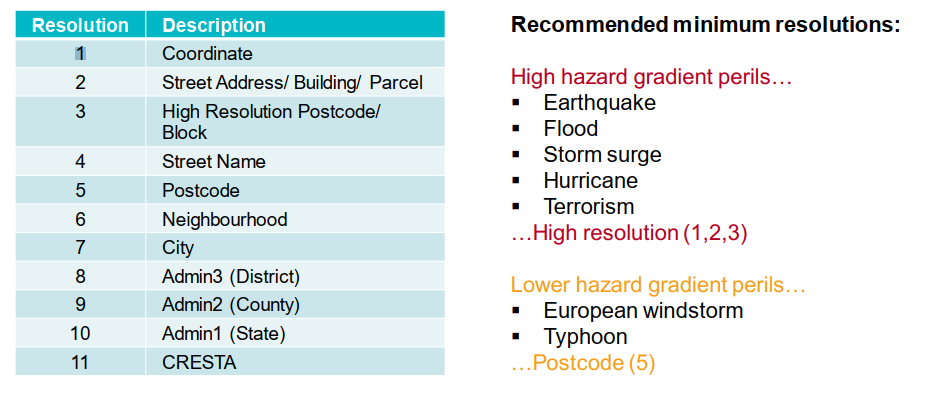 Resolution Description
1 Coordinate
2 Street Address/ Building/ Parcel
3 High Resolution Postcode/
Block
4 Street Name
5 Postcode
6 Neighbourhood
7 City
8 Admin3 (District)
9 Admin2 (County)
10 Admin1 (State)
11 CRESTA
Recommended minimum resolutions:
High hazard gradient perils…
▪ Earthquake
▪ Flood
▪ Storm surge
▪ Hurricane
▪ Terrorism
…High resolution (1,2,3)
Lower hazard gradient perils…
▪ European windstorm
▪ Typhoon
…Postcode (5)